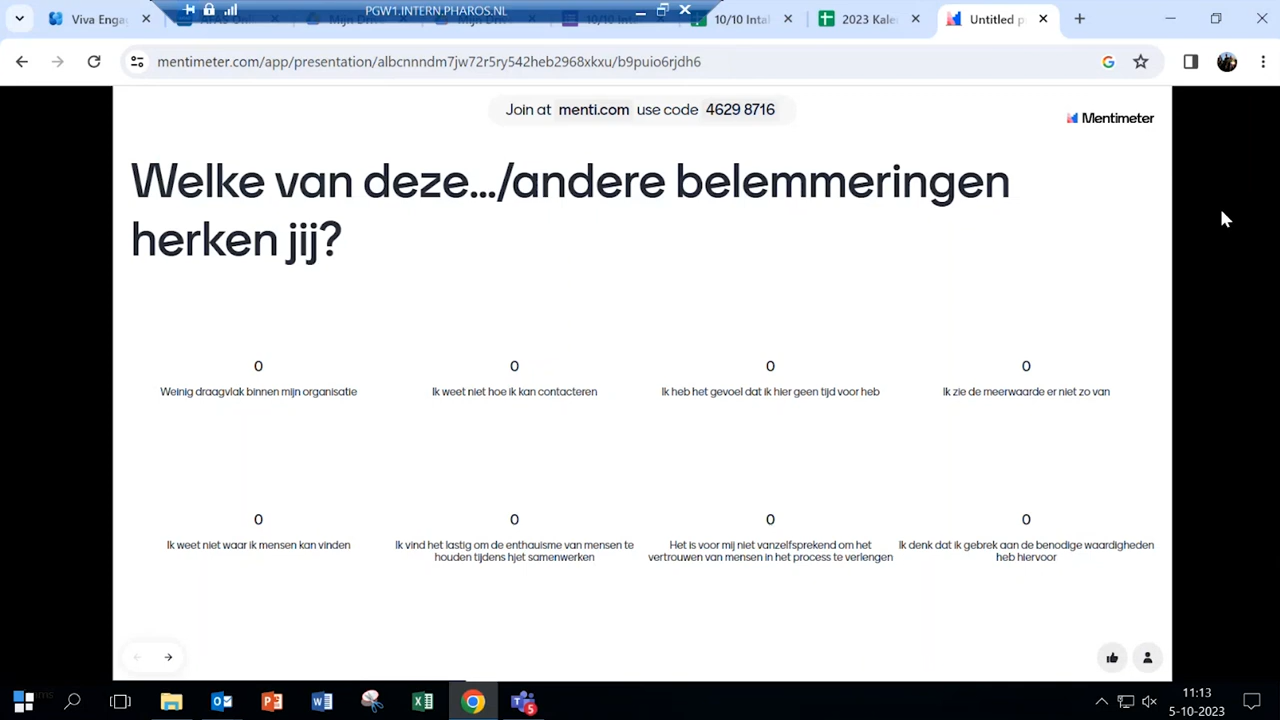 Viva Enga
PGW1.INTERN.PHAROS.NL
10/10 Intal
2023 Kale
Untitled p
mentimeter.com/app/presentation/albcnnndm7jw72r5ry542heb2968xkxu/b9puio6rjdh6
Join at menti.com use code 4629 8716
Mentimeter
Welke van deze.../andere belemmeringen
herken jij?
0 0 0 0
Weinig draagvlak binnen mijn organisatie Ik weet niet hoe ik kan contacteren Ik heb het gevoel dat ik hier geen tijd voor heb Ik zie de meerwaarde er niet zo van
0 0 0 0
Ik weet niet waar ik mensen kan vinden Ik vind het lastig om de enthauisme van mensen te Het is voor mij niet vanzelfsprekend om het Ik denk dat ik gebrek aan de benodige waardigheden
houden tijdens hjet samenwerken vertrouwen van mensen in het process te verlengen heb hiervoor
11:13
5-10-2023